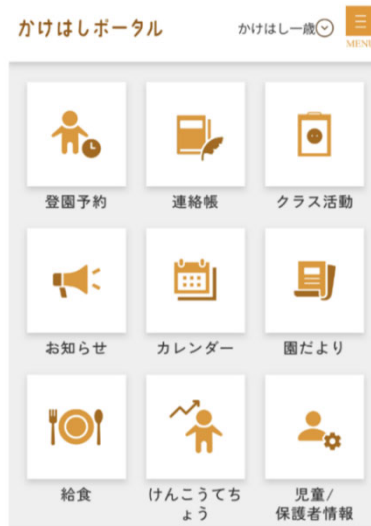 かけはしポータル
かけはし一歳
MENU
登園予約
連絡帳
クラス活動
お知らせ
カレンダー
園だより
給食
けんこうてち
ょう
児童/
保護者情報